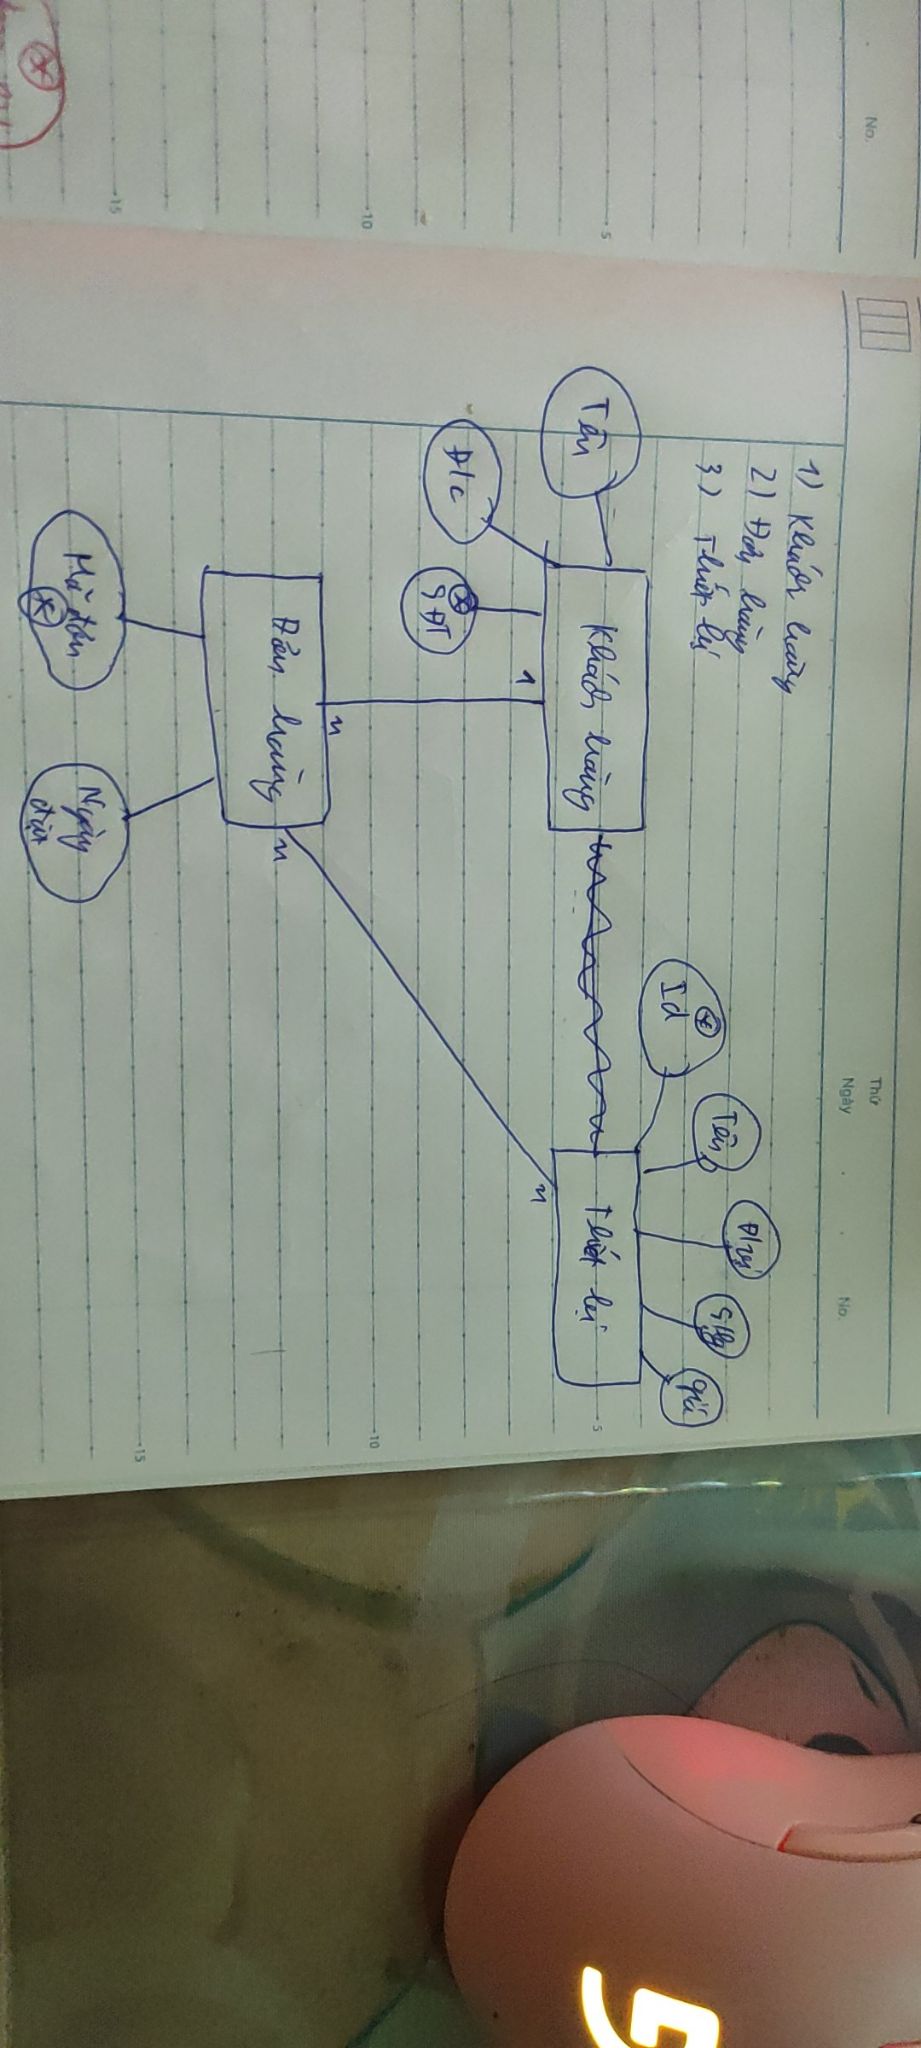 No.
Thứ
Ngày
No.
1) Khách hàng
2) Đơn hàng
3) Thiết bị
Id
Tên
Đ/vị
giá
Tên
Khách hàng
Thiết bị
5
5
Đ/c
SĐT
1
n
10
10
n
Đơn hàng
n
15
15
Mã đơn
Ngày
đặt
5